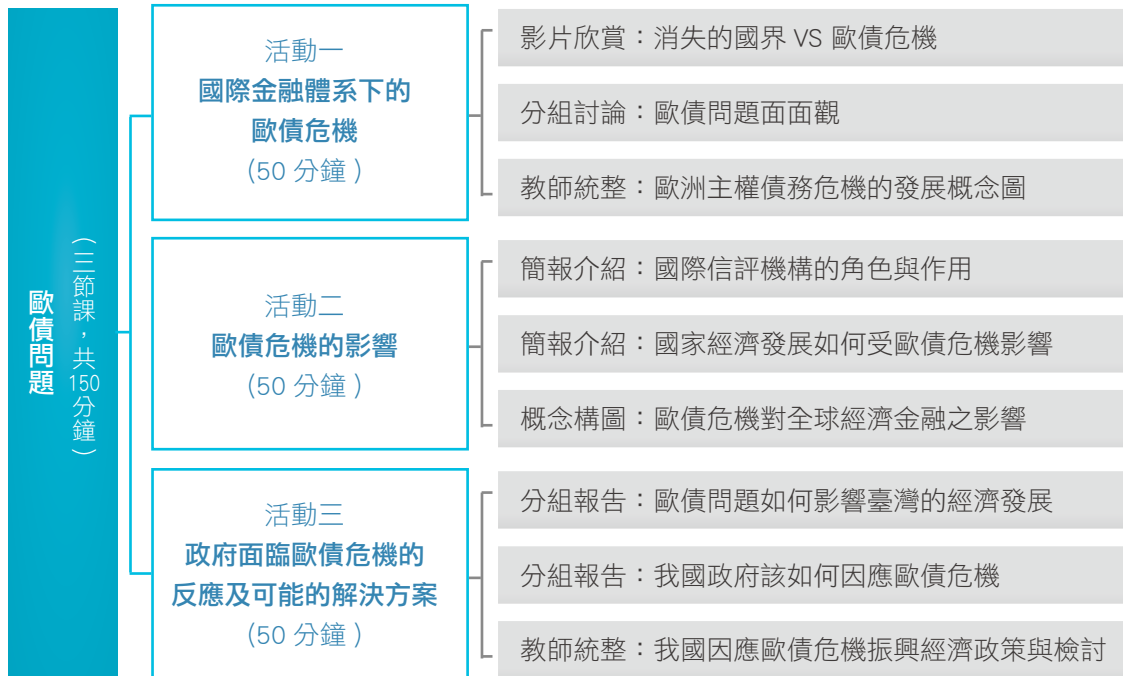 歐債問題
（三節課，共150分鐘）
活動一
國際金融體系下的
歐債危機
(50 分鐘 )
影片欣賞：消失的國界 VS 歐債危機
分組討論：歐債問題面面觀
教師統整：歐洲主權債務危機的發展概念圖
活動二
歐債危機的影響
(50 分鐘 )
簡報介紹：國際信評機構的角色與作用
簡報介紹：國家經濟發展如何受歐債危機影響
概念構圖：歐債危機對全球經濟金融之影響
活動三
政府面臨歐債危機的
反應及可能的解決方案
(50 分鐘 )
分組報告：歐債問題如何影響臺灣的經濟發展
分組報告：我國政府該如何因應歐債危機
教師統整：我國因應歐債危機振興經濟政策與檢討